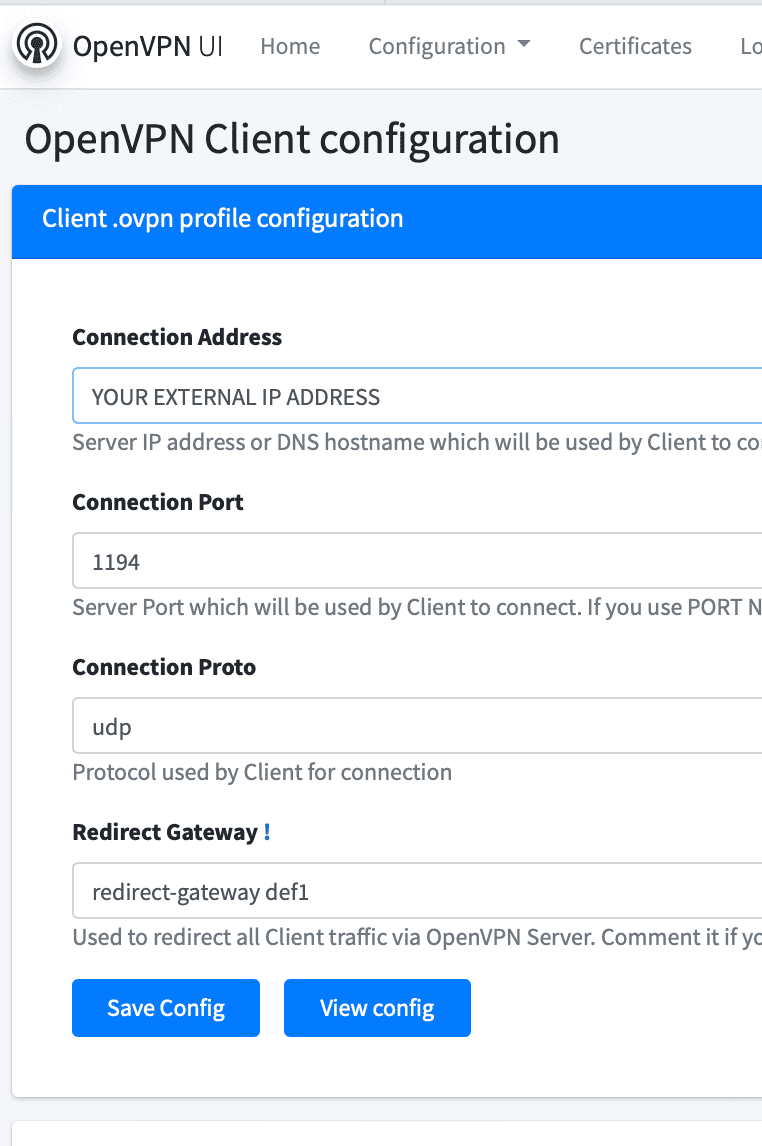 OpenVPN UI Home Configuration Certificates Lo
OpenVPN Client configuration
Client .ovpn profile configuration
Connection Address
YOUR EXTERNAL IP ADDRESS
Server IP address or DNS hostname which will be used by Client to co
Connection Port
1194
Server Port which will be used by Client to connect. If you use PORT N
Connection Proto
udp
Protocol used by Client for connection
Redirect Gateway !
redirect-gateway def1
Used to redirect all Client traffic via OpenVPN Server. Comment it if yo
Save Config View config